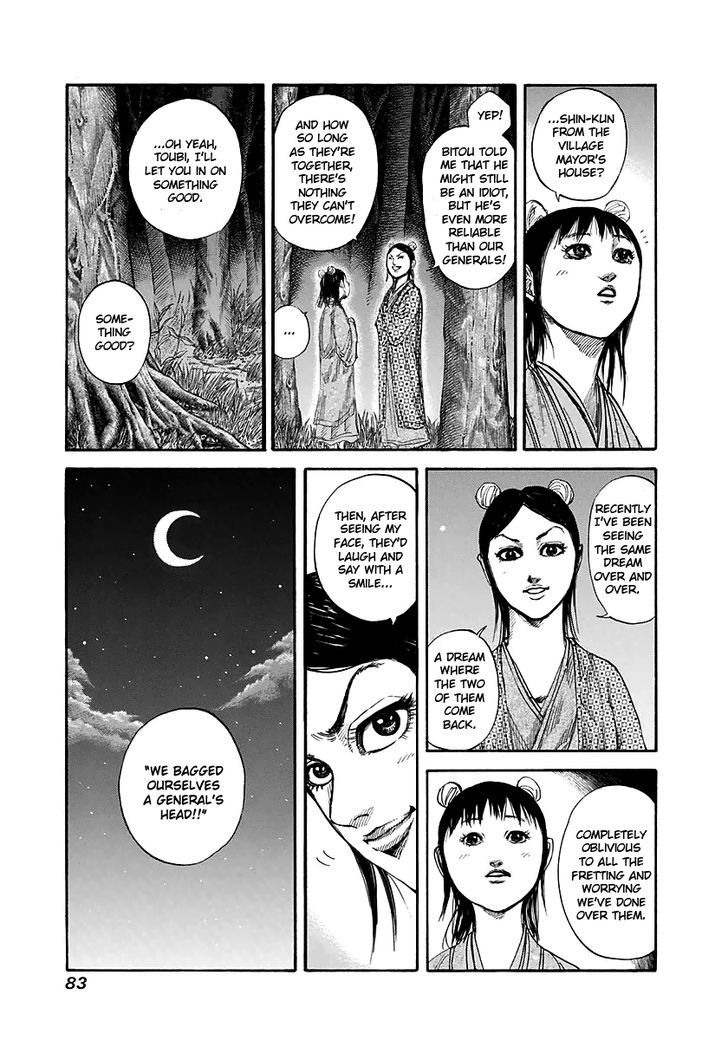 ...SHIN-KUN
FROM THE
VILLAGE
MAYOR'S
HOUSE?
YEP!
BITOU TOLD
ME THAT HE
MIGHT STILL
BE AN IDIOT,
BUT HE'S
EVEN MORE
RELIABLE
THAN OUR
GENERALS!
AND HOW
SO LONG
AS THEY'RE
TOGETHER,
THERE'S
NOTHING
THEY CAN'T
OVERCOME!
...
...OH YEAH,
TOUBI, I'LL
LET YOU IN ON
SOMETHING
GOOD.
SOME-
THING
GOOD?
RECENTLY
I'VE BEEN
SEEING
THE SAME
DREAM
OVER AND
OVER.
A DREAM
WHERE
THE TWO
OF THEM
COME
BACK.
COMPLETELY
OBLIVIOUS
TO ALL THE
FRETTING AND
WORRYING
WE'VE DONE
OVER THEM.
THEN, AFTER
SEEING MY
FACE, THEY'D
LAUGH AND
SAY WITH A
SMILE...
"WE BAGGED
OURSELVES
A GENERAL'S
HEAD!!"
83